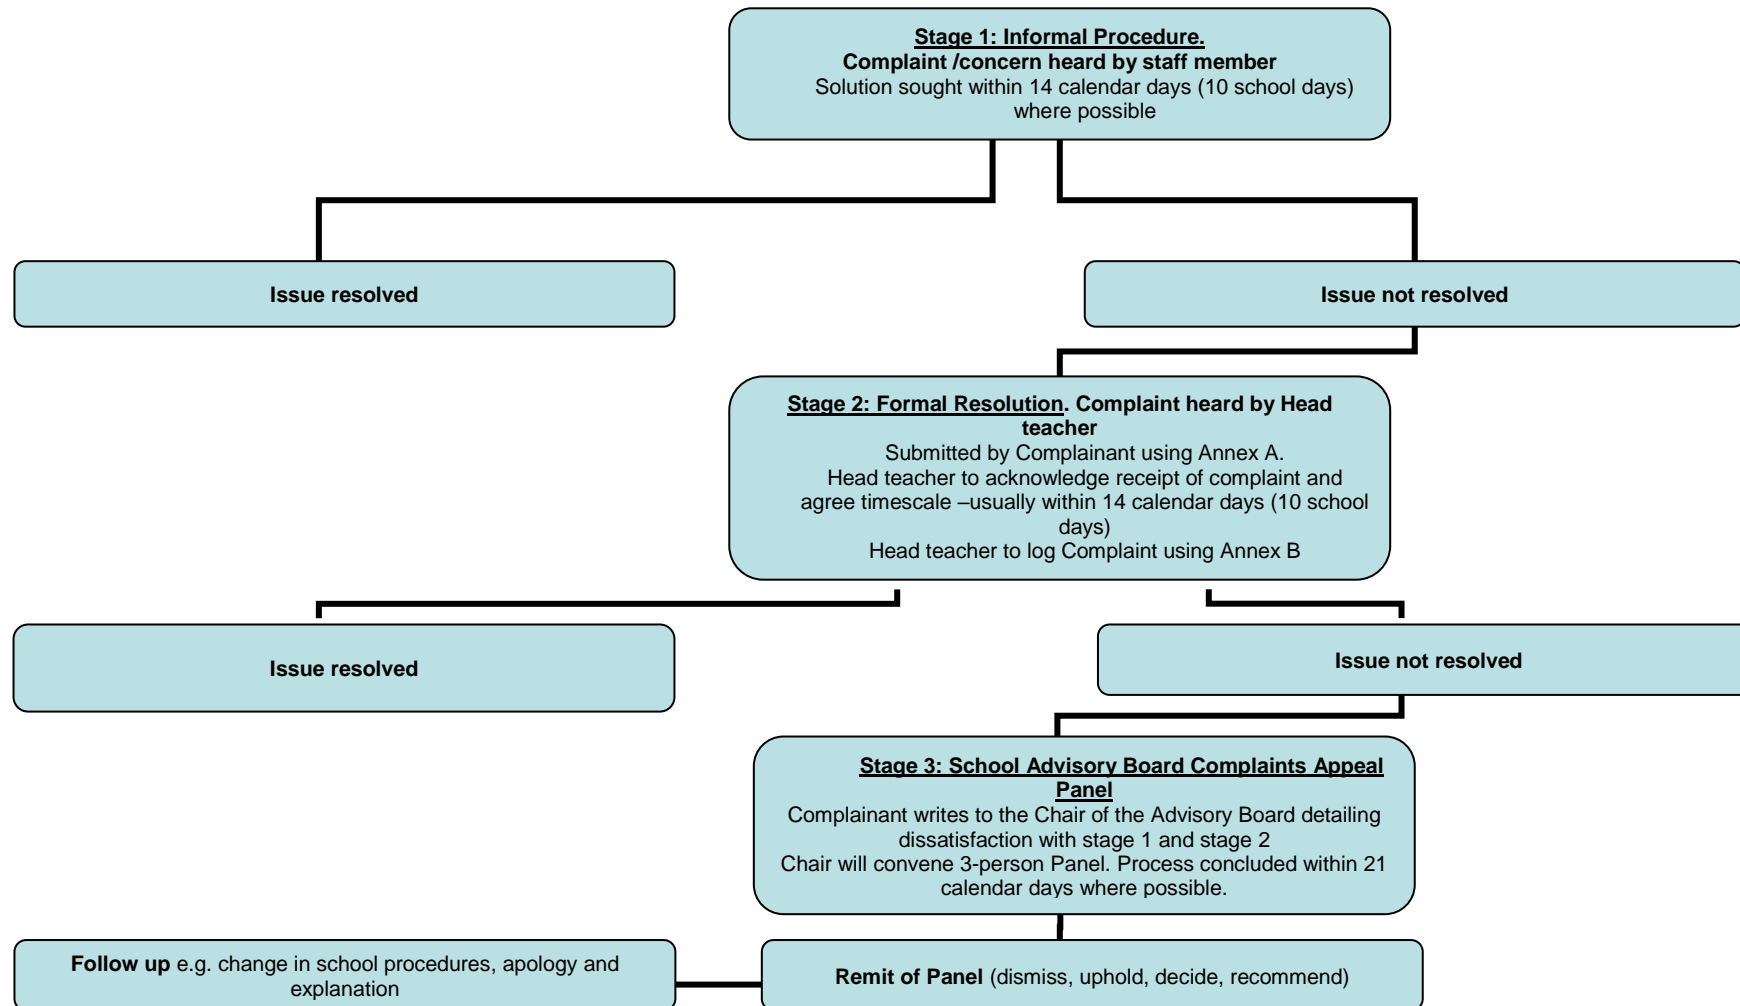 Stage 1: Informal Procedure.
Complaint /concern heard by staff member
Solution sought within 14 calendar days (10 school days)
where possible
Issue resolved
Issue not resolved
Stage 2: Formal Resolution. Complaint heard by Head
teacher
Submitted by Complainant using Annex A.
Head teacher to acknowledge receipt of complaint and
agree timescale –usually within 14 calendar days (10 school
days)
Head teacher to log Complaint using Annex B
Issue resolved
Issue not resolved
Stage 3: School Advisory Board Complaints Appeal
Panel
Complainant writes to the Chair of the Advisory Board detailing
dissatisfaction with stage 1 and stage 2
Chair will convene 3-person Panel. Process concluded within 21
calendar days where possible.
Follow up e.g. change in school procedures, apology and
explanation
Remit of Panel (dismiss, uphold, decide, recommend)